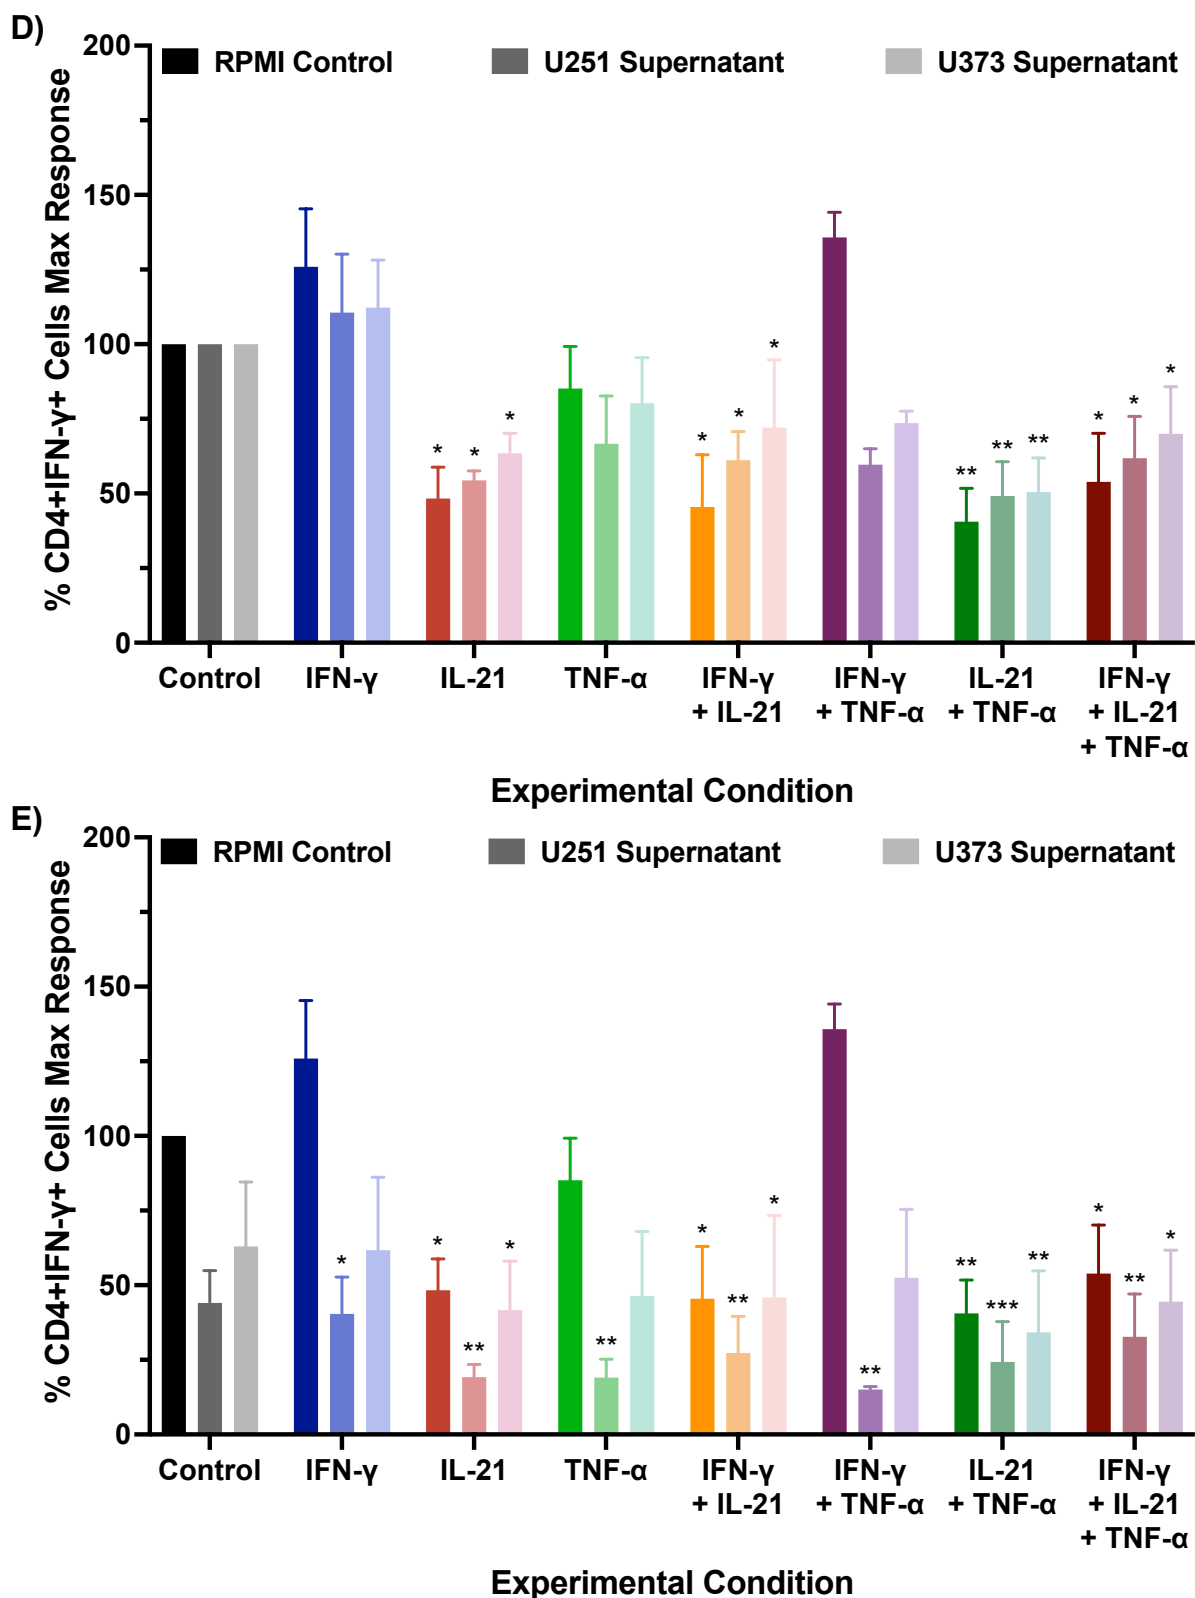 D)
% CD4+IFN-γ+ Cells Max Response
200
150
100
50
0
RPMI Control
U251 Supernatant
U373 Supernatant
* * *
* * *
** ** **
* * *
Control
IFN-γ
IL-21
TNF-α
IFN-γ
+ IL-21
IFN-γ
+ TNF-α
IL-21
+ TNF-α
IFN-γ
+ IL-21
+ TNF-α
Experimental Condition
E)
% CD4+IFN-γ+ Cells Max Response
200
150
100
50
0
RPMI Control
U251 Supernatant
U373 Supernatant
*
* ** *
**
* ** *
**
** *** **
* ** *
Control
IFN-γ
IL-21
TNF-α
IFN-γ
+ IL-21
IFN-γ
+ TNF-α
IL-21
+ TNF-α
IFN-γ
+ IL-21
+ TNF-α
Experimental Condition